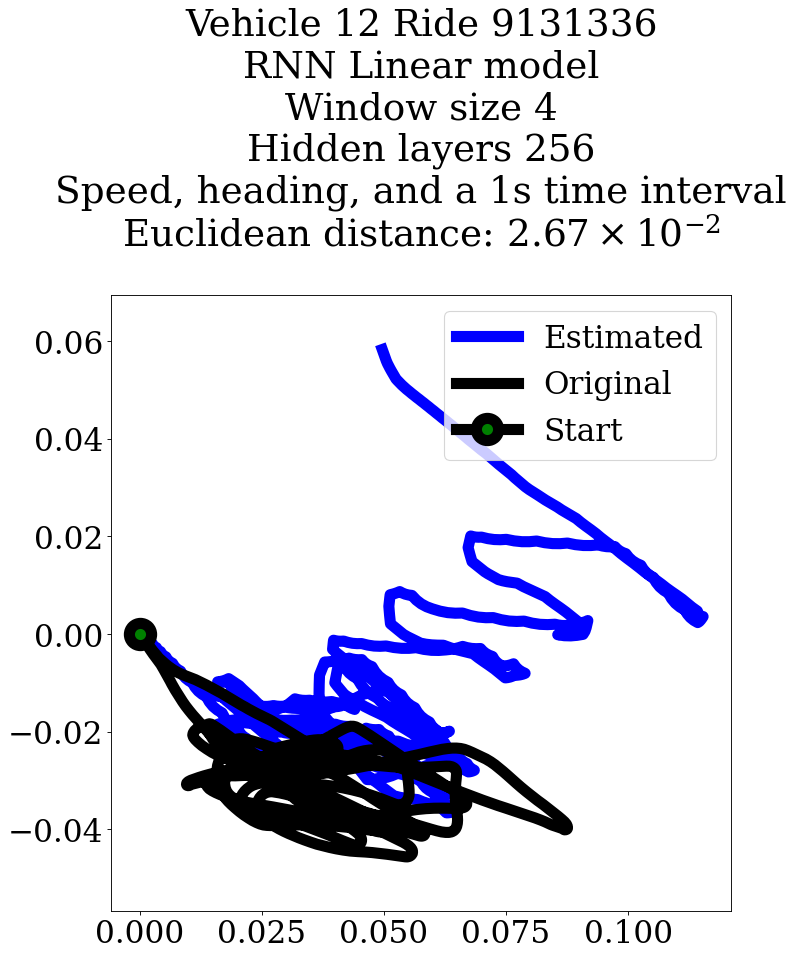 Vehicle 12 Ride 9131336
RNN Linear model
Window size 4
Hidden layers 256
Speed, heading, and a 1s time interval
Euclidean distance: 2.67 × 10⁻²
Estimated
Original
Start
0.06
0.04
0.02
0.00
−0.02
−0.04
0.000 0.025 0.050 0.075 0.100